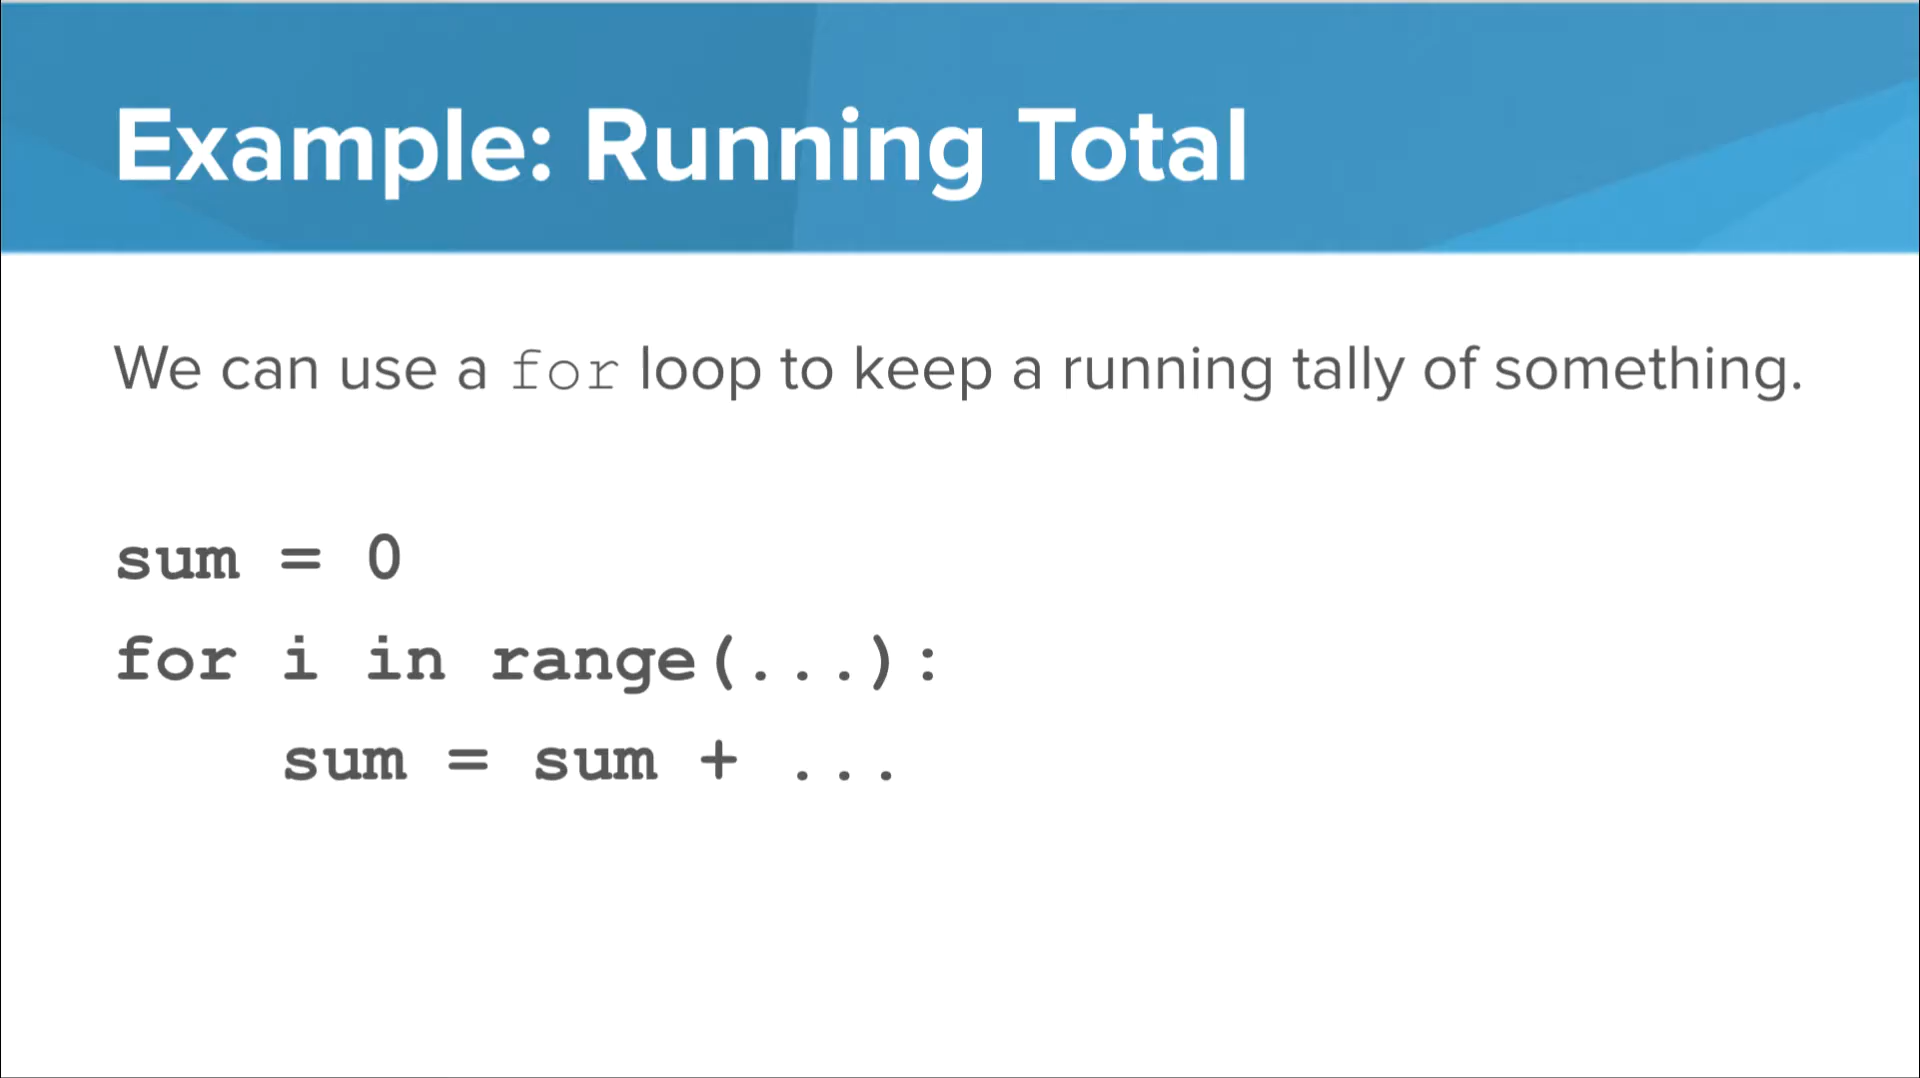 Example: Running Total
We can use a for loop to keep a running tally of something.
sum = 0
for i in range(...):
    sum = sum + ...